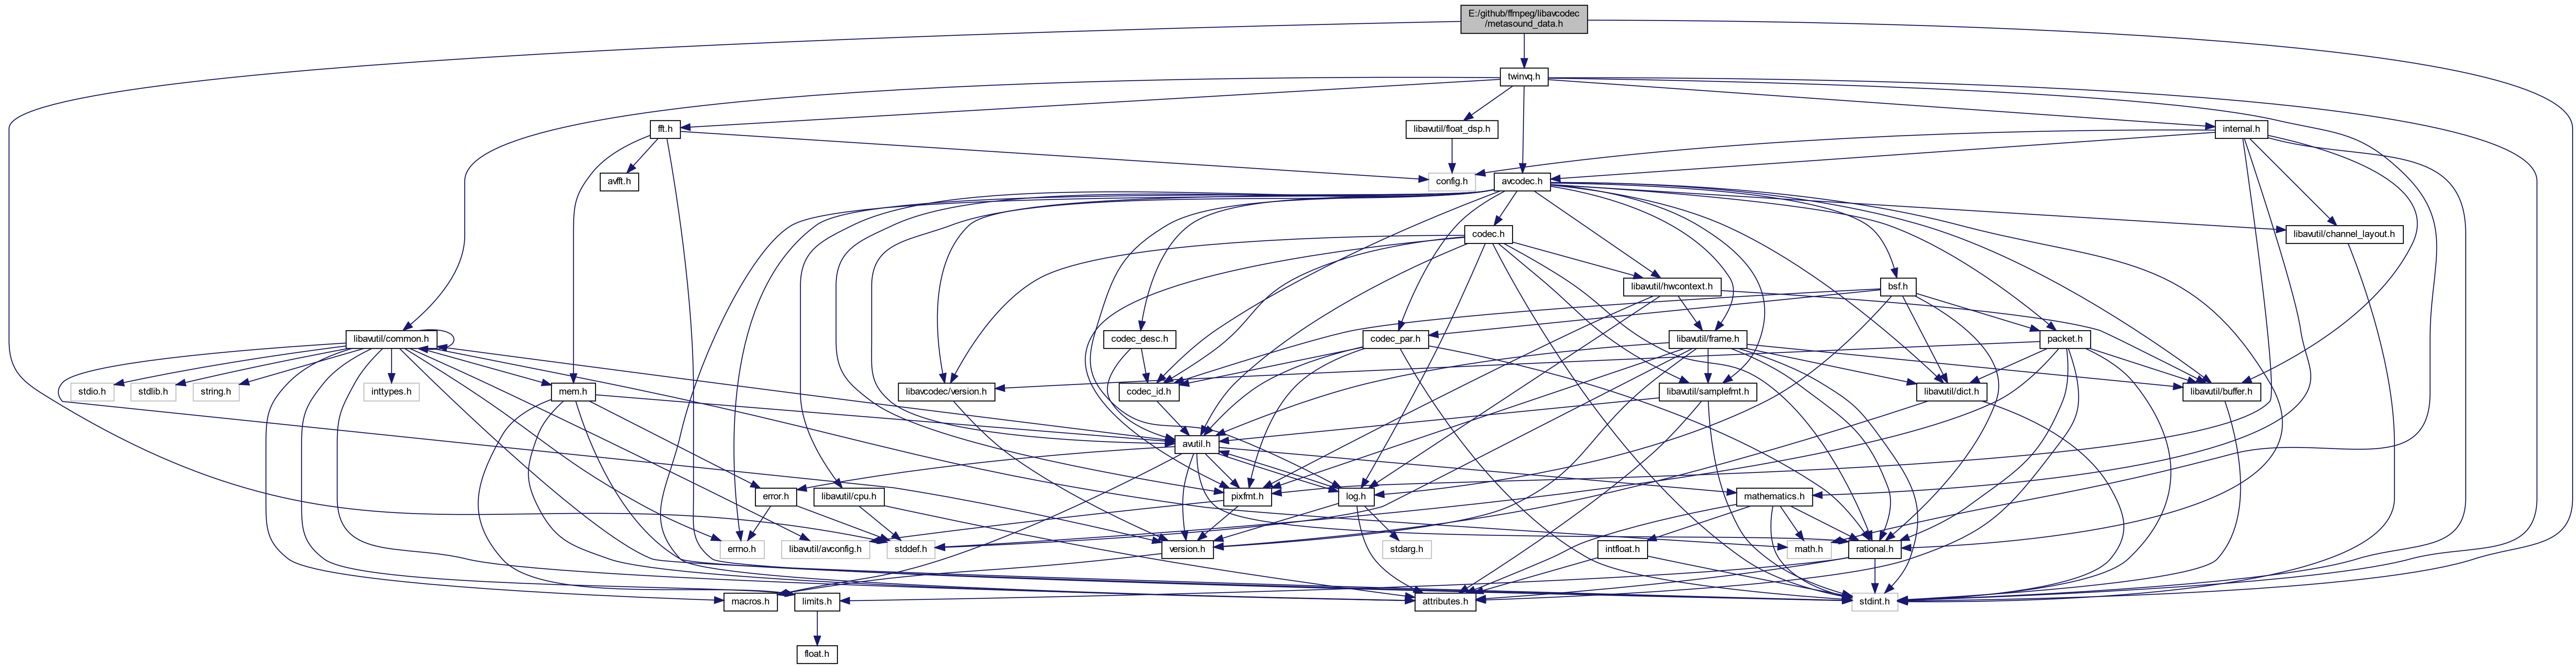 E:/github/ffmpeg/libavcodec
/metasound_data.h
twinvq.h
fft.h
libavutil/float_dsp.h
internal.h
avfft.h
config.h
avcodec.h
codec.h
libavutil/channel_layout.h
libavutil/hwcontext.h
bsf.h
libavutil/common.h
codec_desc.h
codec_par.h
libavutil/frame.h
packet.h
stdio.h
stdlib.h
string.h
inttypes.h
mem.h
libavcodec/version.h
codec_id.h
libavutil/samplefmt.h
libavutil/dict.h
libavutil/buffer.h
avutil.h
error.h
libavutil/cpu.h
pixfmt.h
log.h
mathematics.h
errno.h
libavutil/avconfig.h
stddef.h
version.h
stdarg.h
intfloat.h
math.h
rational.h
macros.h
limits.h
attributes.h
stdint.h
float.h